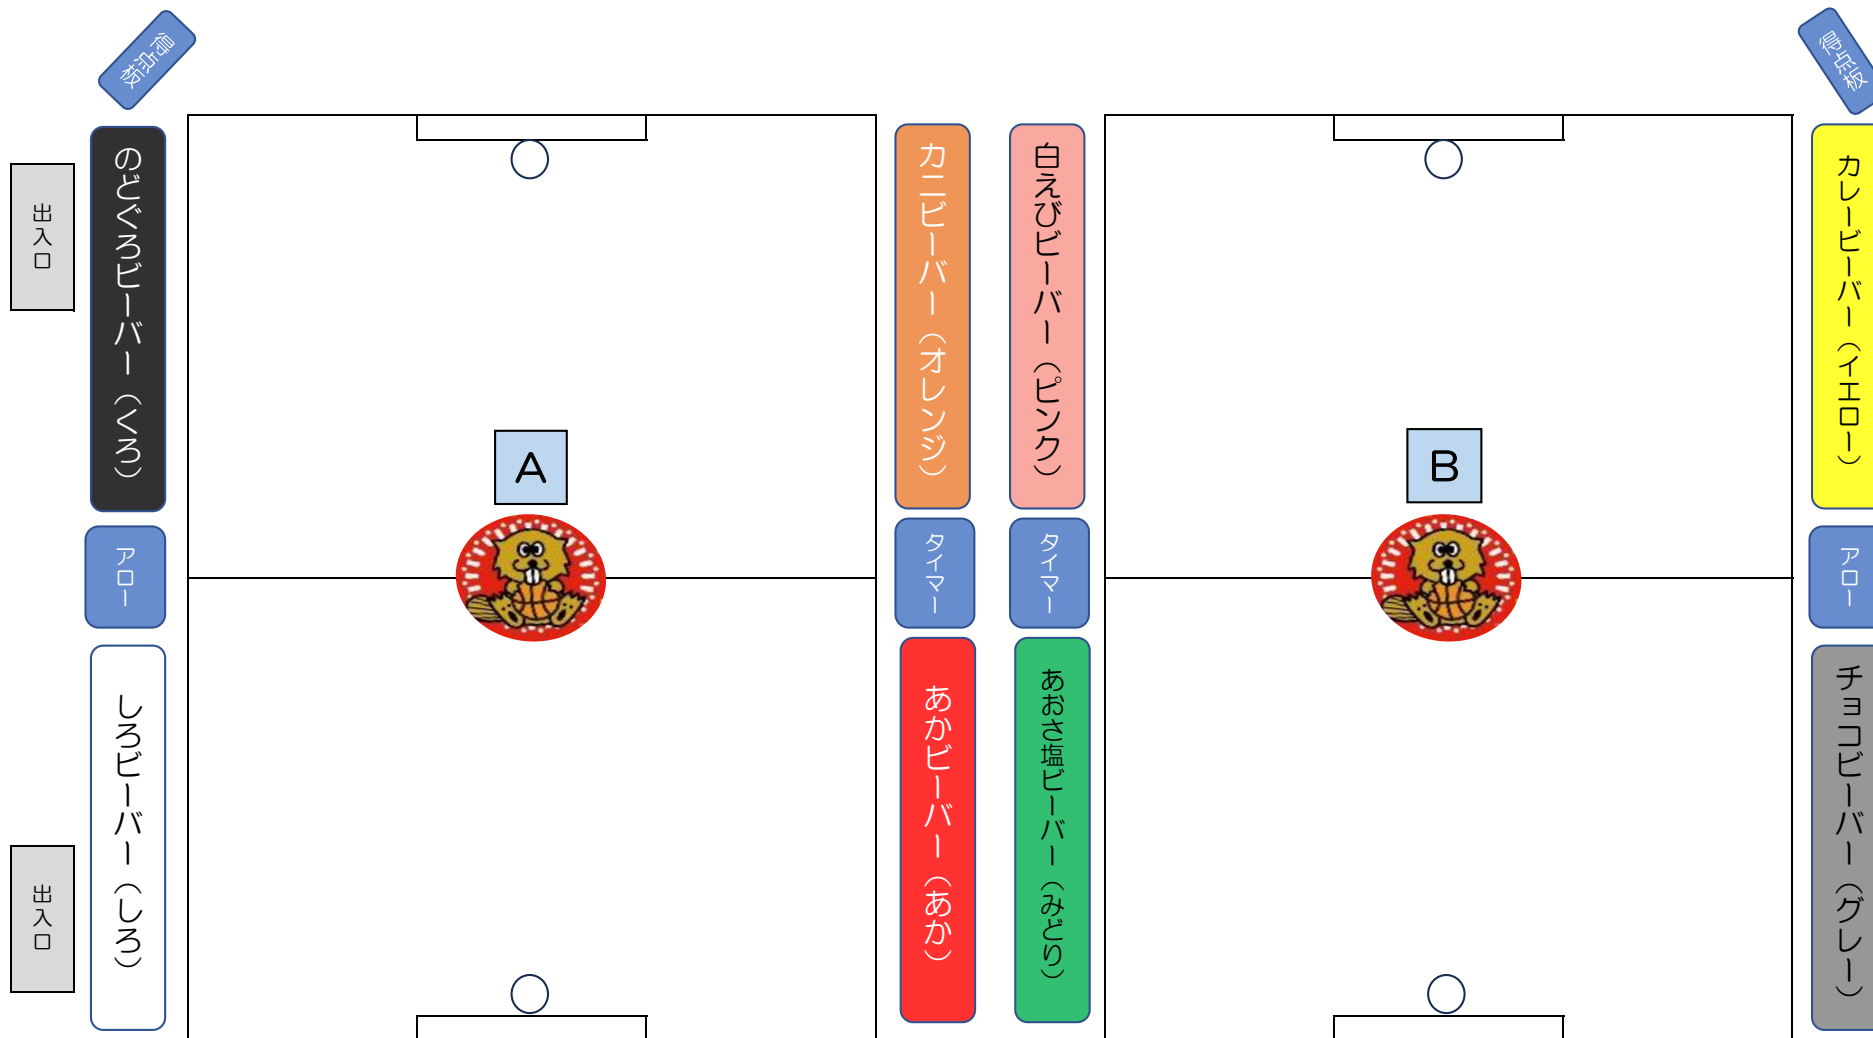 得点板
得点板
出入口
のどぐろビーバー（くろ）
カニビーバー（オレンジ）
白えびビーバー（ピンク）
カレービーバー（イエロー）
A
B
アロー
タイマー
タイマー
アロー
出入口
しろビーバー（しろ）
あかビーバー（あか）
あおさ塩ビーバー（みどり）
チョコビーバー（グレー）